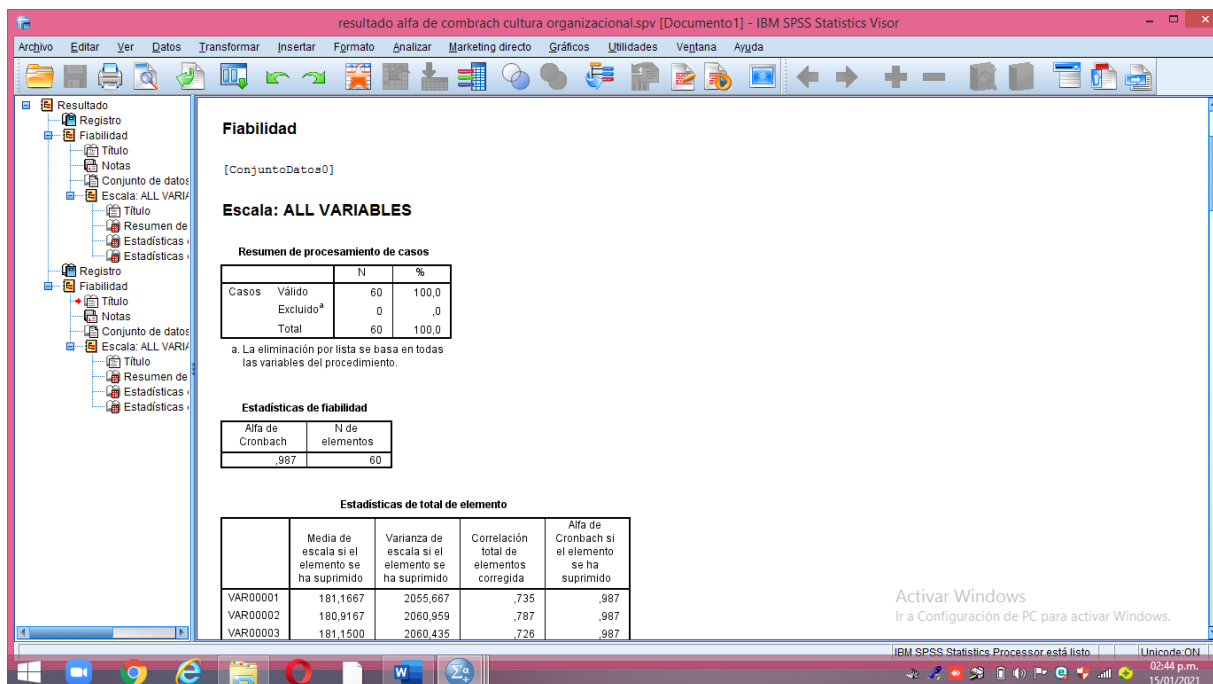 resultado alfa de combrach cultura organizacional.spv [Documento1] - IBM SPSS Statistics Visor
Archivo Editar Ver Datos Transformar Insertar Formato Analizar Marketing directo Gráficos Utilidades Ventana Ayuda
Resultado
Registro
Fiabilidad
Título
Notas
Conjunto de datos
Escala: ALL VARIA
Título
Resumen de
Estadísticas
Estadísticas
Registro
Fiabilidad
Título
Notas
Conjunto de datos
Escala: ALL VARIA
Título
Resumen de
Estadísticas
Estadísticas
Fiabilidad
[ConjuntoDatos0]
Escala: ALL VARIABLES
Resumen de procesamiento de casos
N %
Casos Válido 60 100,0
Excluido a 0 ,0
Total 60 100,0
a. La eliminación por lista se basa en todas
las variables del procedimiento.
Estadísticas de fiabilidad
Alfa de Cronbach N de elementos
,987 60
Estadísticas de total de elemento
Media de escala si el elemento se ha suprimido Varianza de escala si el elemento se ha suprimido Correlación total de elementos corregida Alfa de Cronbach si el elemento se ha suprimido
VAR00001 181,1667 2055,667 ,735 ,987
VAR00002 180,9167 2060,959 ,787 ,987
VAR00003 181,1500 2060,435 ,726 ,987
Activar Windows
Ir a Configuración de PC para activar Windows.
IBM SPSS Statistics Processor está listo Unicode:ON
02:44 p.m.
15/01/2021